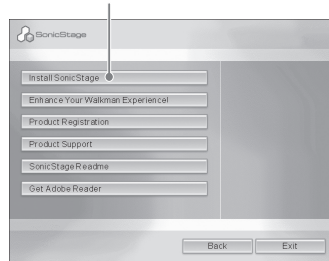 SonicStage
Install SonicStage
Enhance Your Walkman Experience!
Product Registration
Product Support
SonicStage Readme
Get Adobe Reader
Back Exit